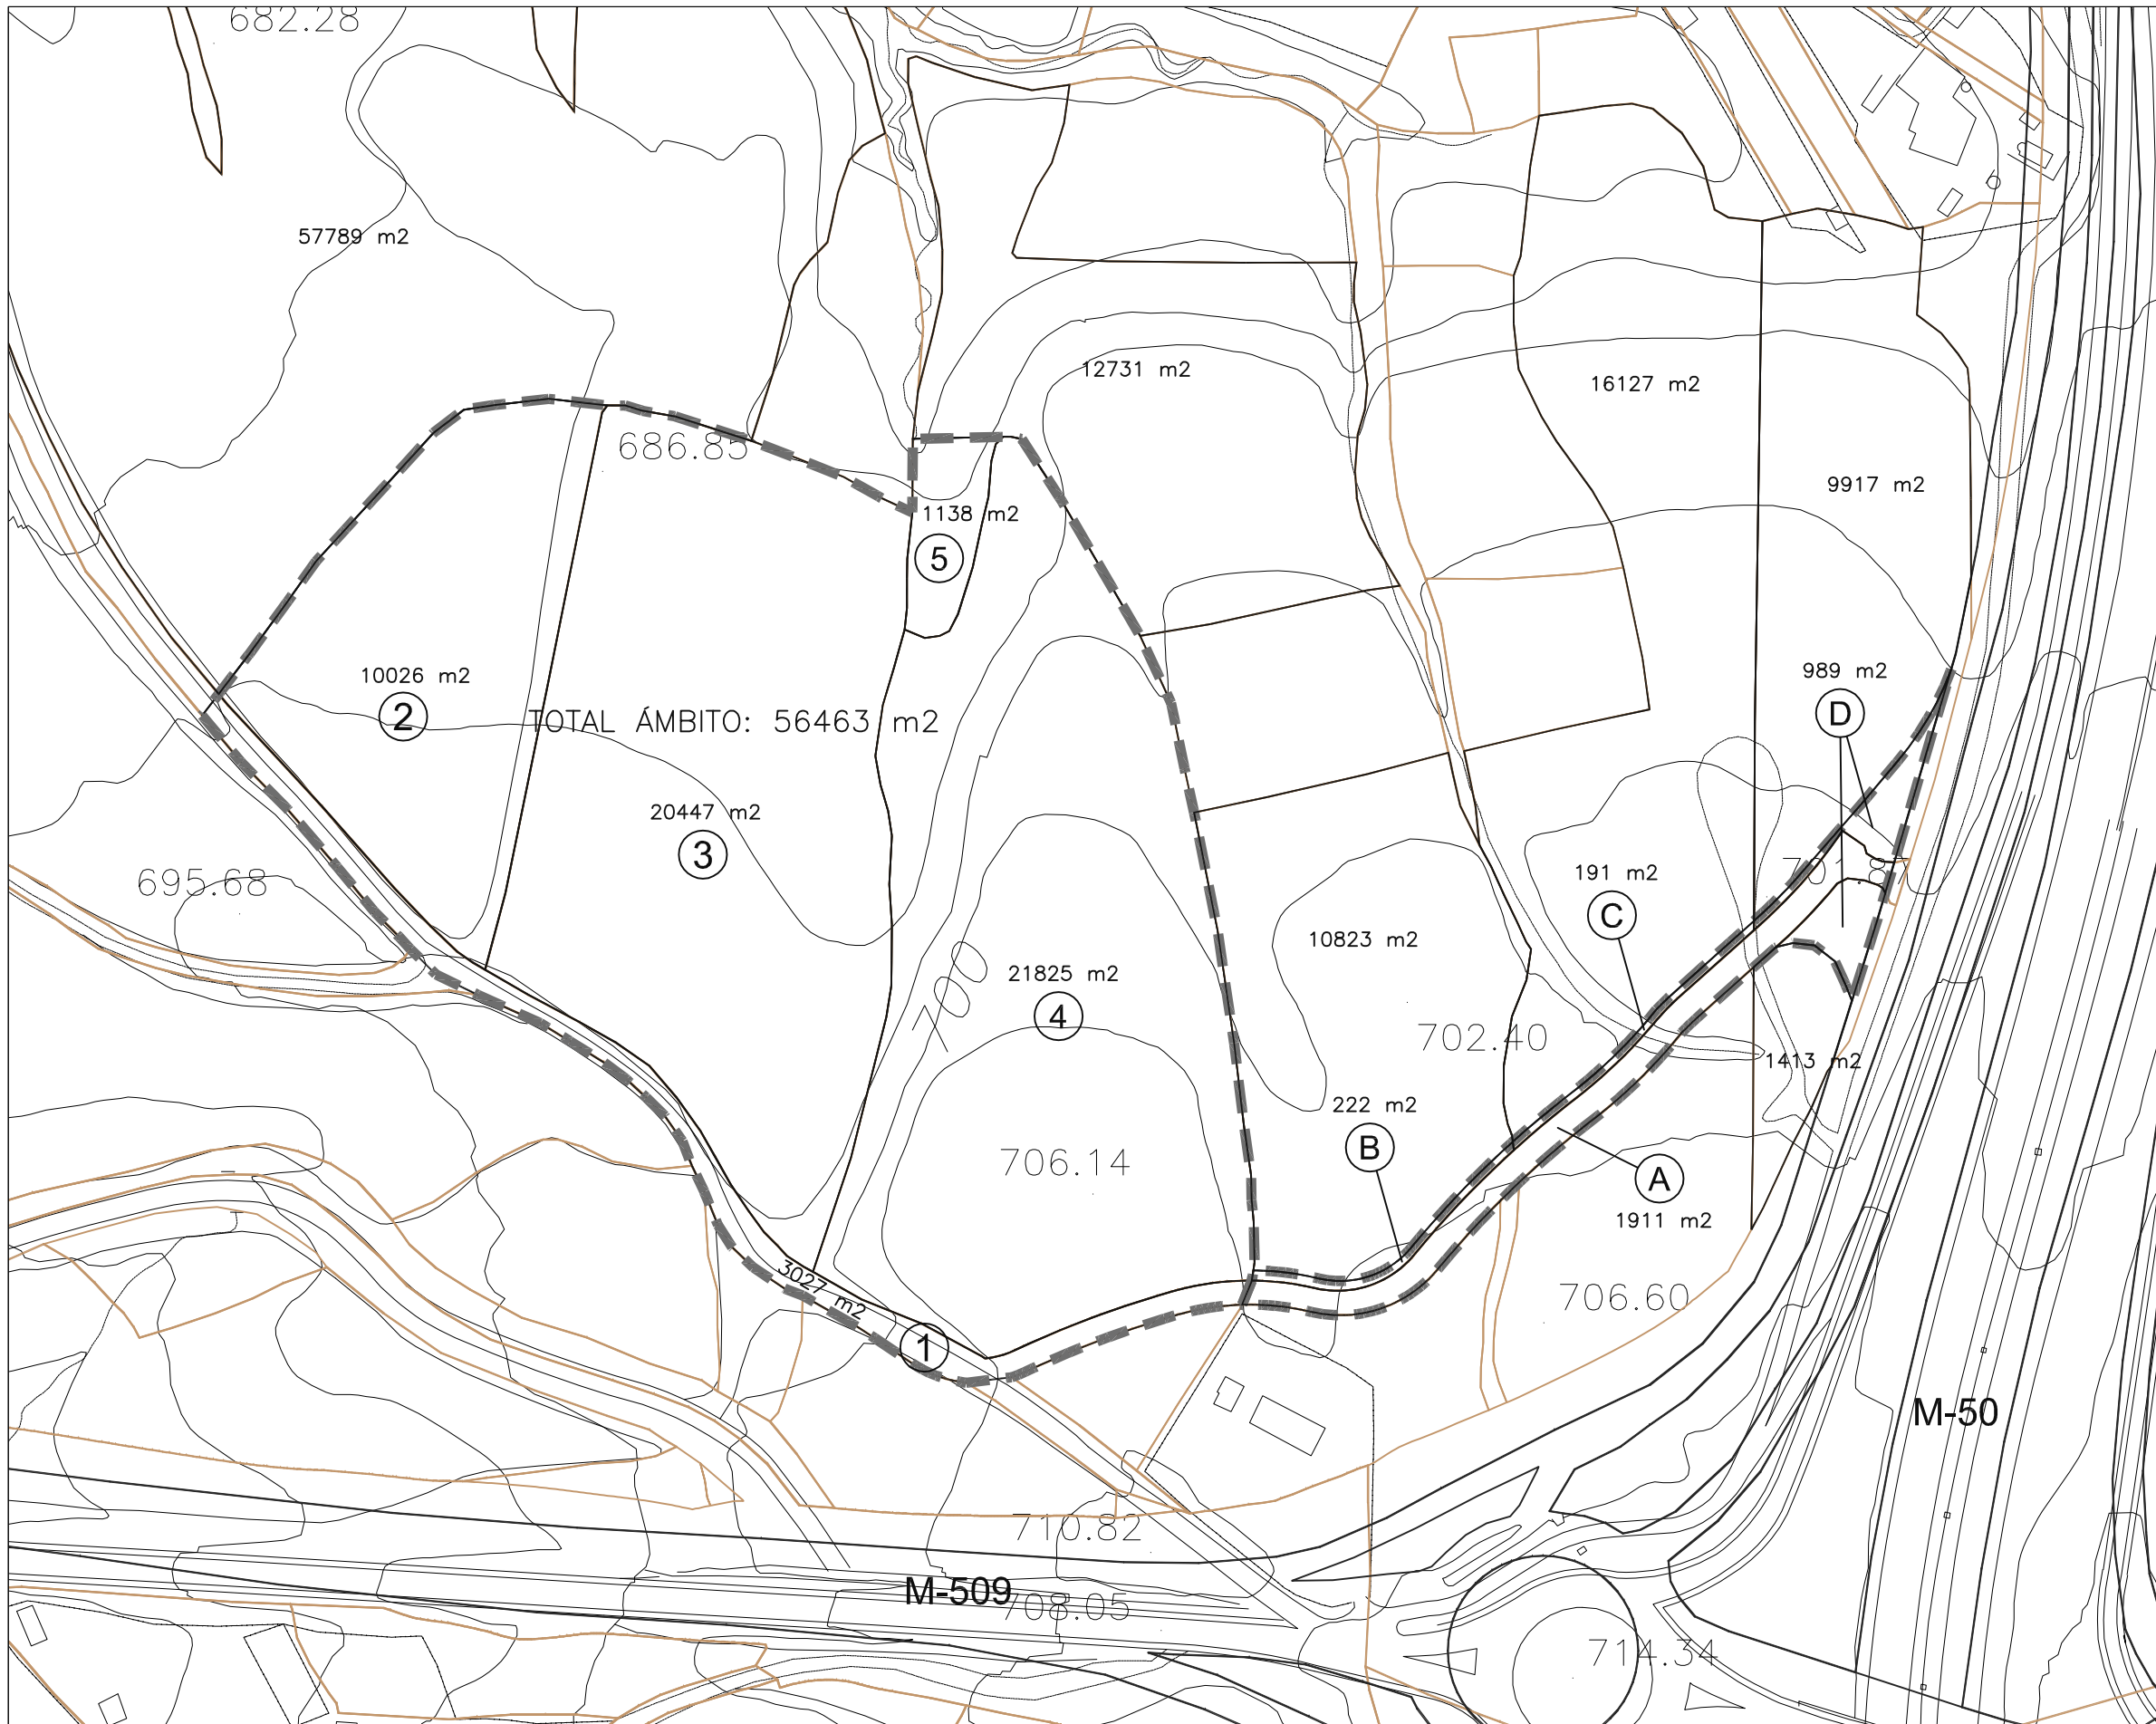 682.28
57789 m2
12731 m2
16127 m2
686.85
9917 m2
1138 m2
5
10026 m2
989 m2
2
TOTAL ÁMBITO: 56463 m2
D
20447 m2
3
695.68
701.87
191 m2
C
10823 m2
700
21825 m2
4
702.40
1413 m2
222 m2
B
706.14
A
1911 m2
3027 m2
706.60
1
M-50
710.82
M-509
708.05
714.34